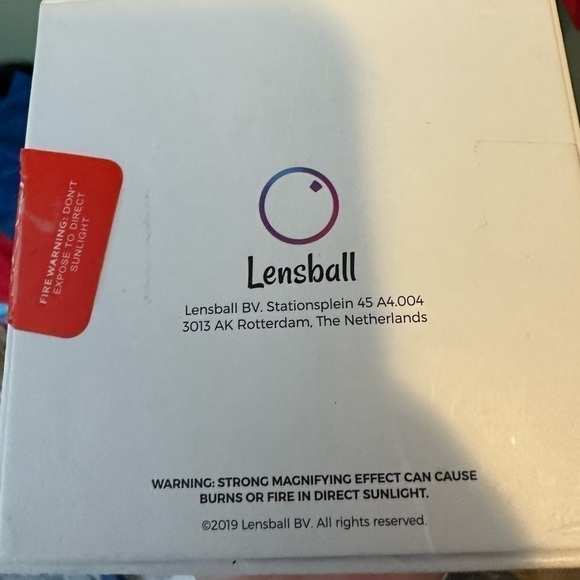 FIRE WARNING: DON'T
EXPOSE TO DIRECT
SUNLIGHT
Lensball
Lensball BV. Stationsplein 45 A4.004
3013 AK Rotterdam, The Netherlands
WARNING: STRONG MAGNIFYING EFFECT CAN CAUSE
BURNS OR FIRE IN DIRECT SUNLIGHT.
©2019 Lensball BV. All rights reserved.